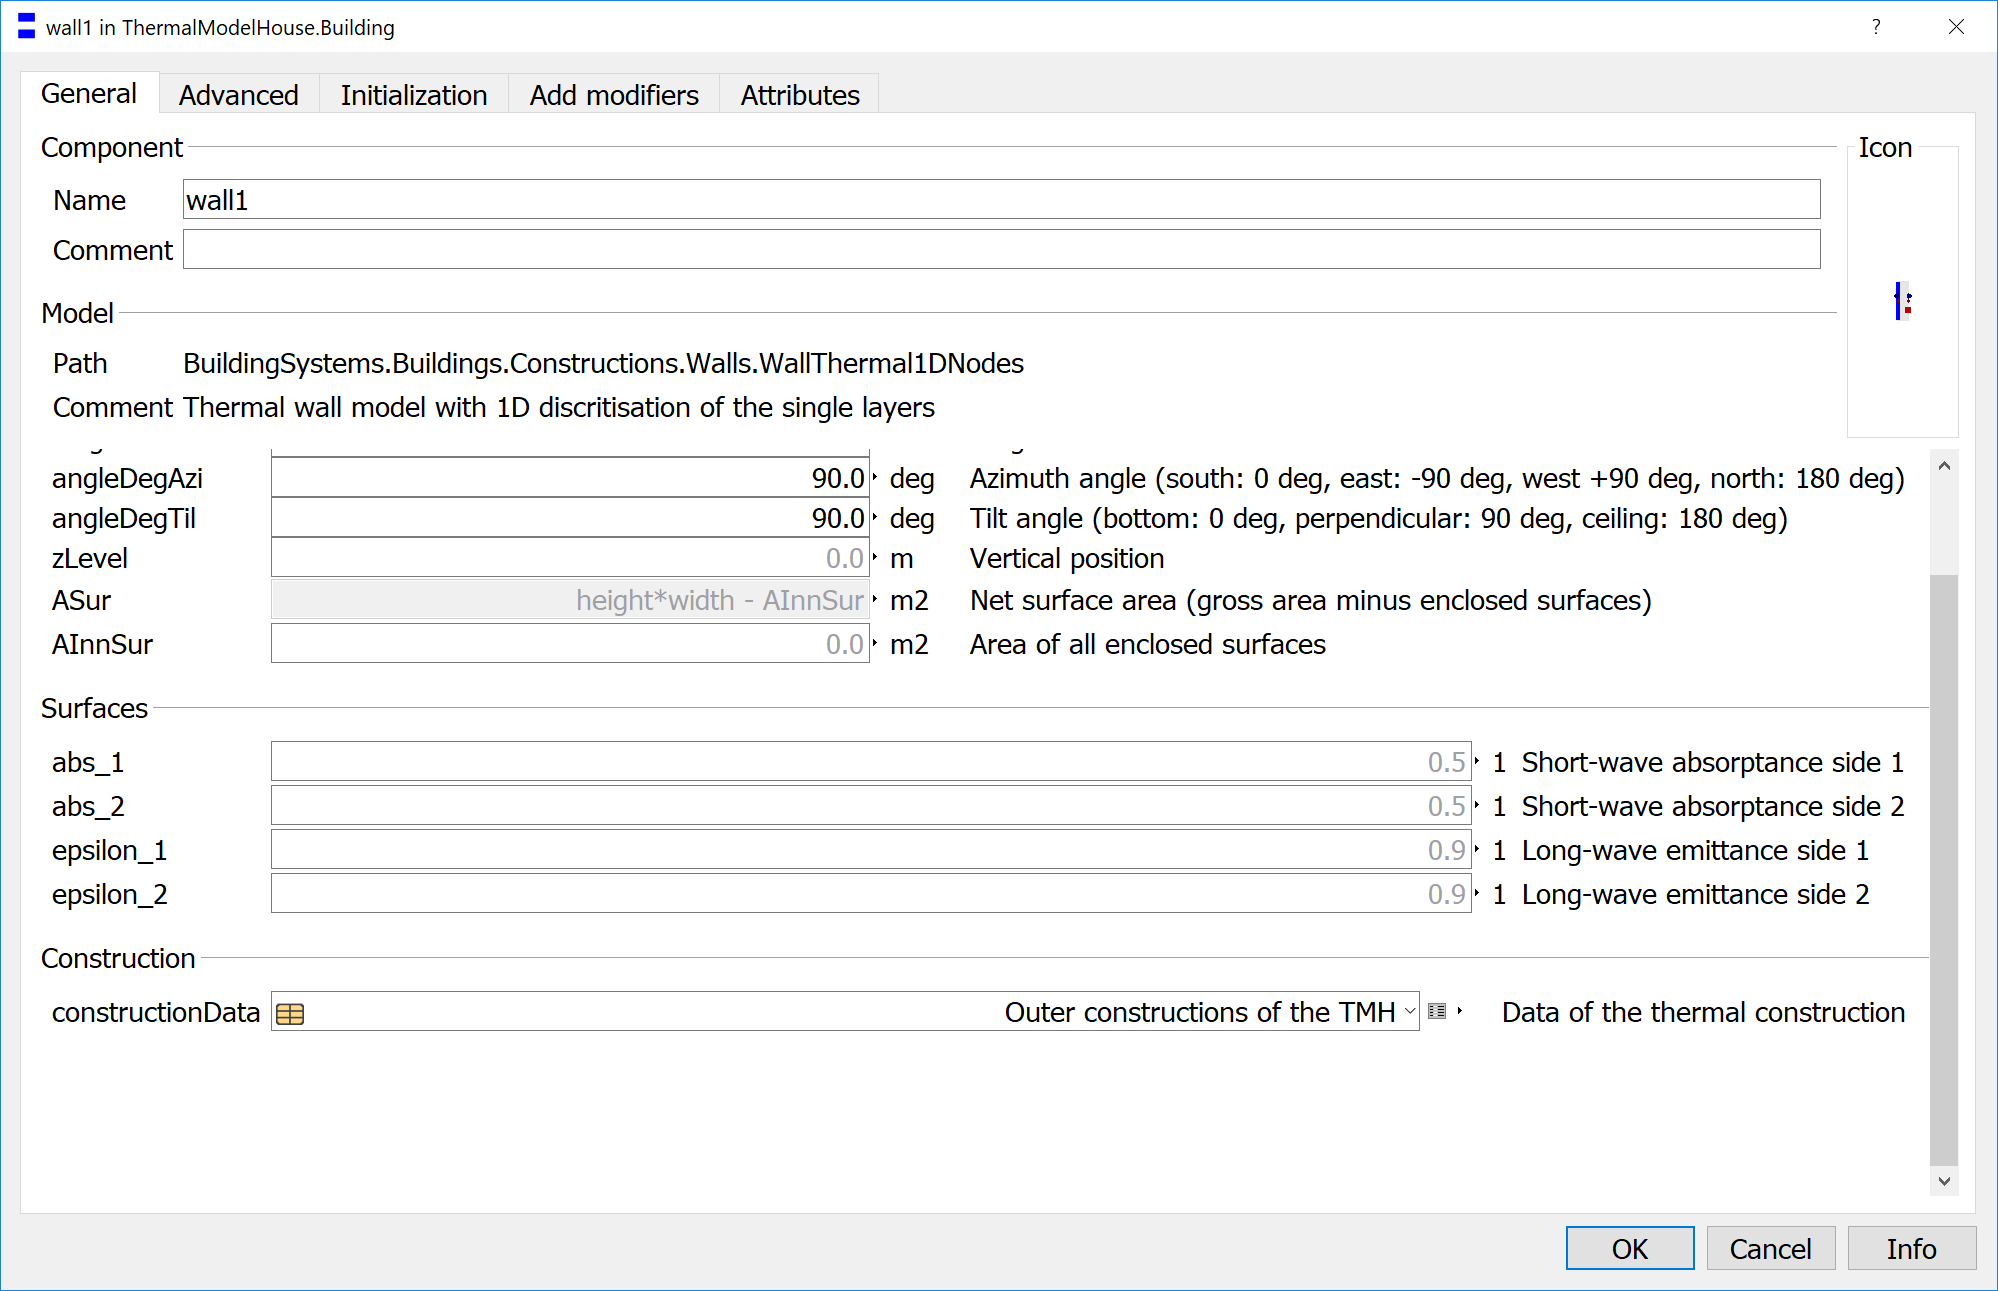 wall1 in ThermalModelHouse.Building ?
General Advanced Initialization Add modifiers Attributes
Component Icon
Name wall1
Comment
Model
Path BuildingSystems.Buildings.Constructions.Walls.WallThermal1DNodes
Comment Thermal wall model with 1D discritisation of the single layers
angleDegAzi 90.0 deg Azimuth angle (south: 0 deg, east: -90 deg, west +90 deg, north: 180 deg)
angleDegTil 90.0 deg Tilt angle (bottom: 0 deg, perpendicular: 90 deg, ceiling: 180 deg)
zLevel 0.0 m Vertical position
ASur height*width - AInnSur m2 Net surface area (gross area minus enclosed surfaces)
AInnSur 0.0 m2 Area of all enclosed surfaces
Surfaces
abs_1 0.5 1 Short-wave absorptance side 1
abs_2 0.5 1 Short-wave absorptance side 2
epsilon_1 0.9 1 Long-wave emittance side 1
epsilon_2 0.9 1 Long-wave emittance side 2
Construction
constructionData Outer constructions of the TMH Data of the thermal construction
OK Cancel Info